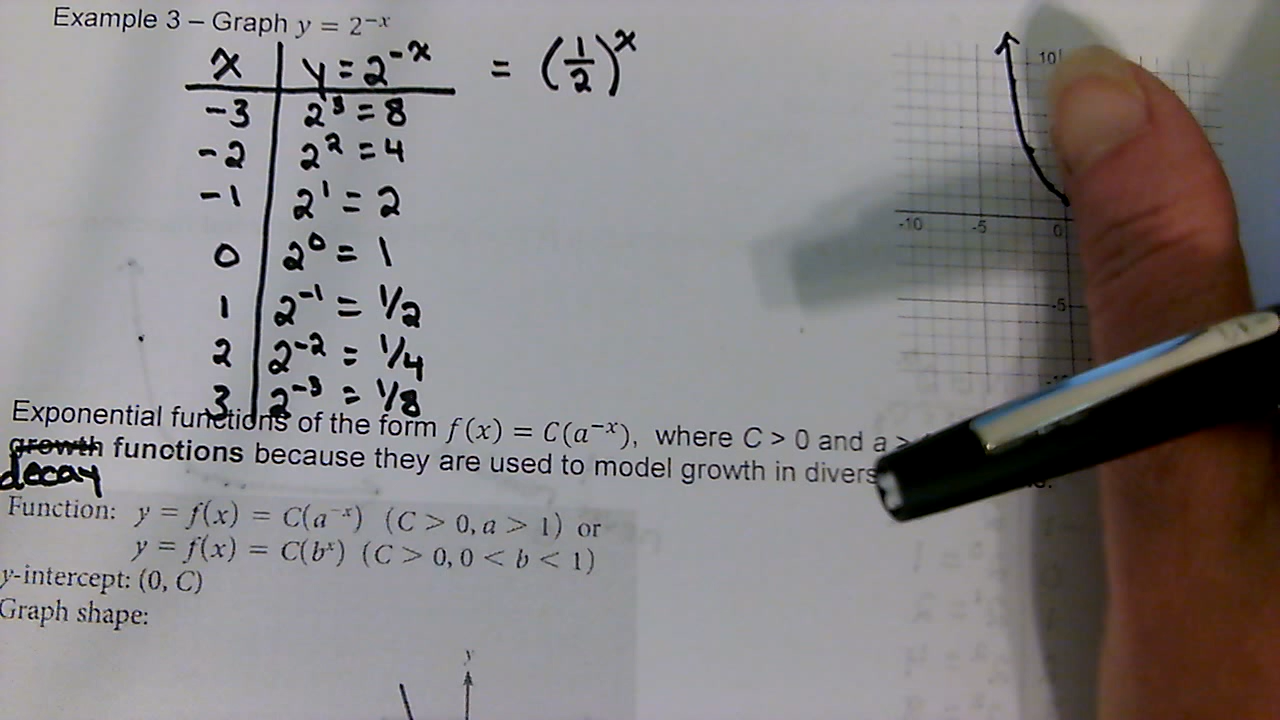 Example 3 – Graph y = 2^{-x}
x | y = 2^{-x} = (1/2)^x
-3 | 2^3 = 8
-2 | 2^2 = 4
-1 | 2^1 = 2
0 | 2^0 = 1
1 | 2^{-1} = 1/2
2 | 2^{-2} = 1/4
3 | 2^{-3} = 1/8
10
-10 -5 0
-5
Exponential functions of the form f(x) = C(a^{-x}), where C > 0 and a >
growth functions because they are used to model growth in
decay
Function: y = f(x) = C(a^{-x}) (C > 0, a > 1) or
y = f(x) = C(b^x) (C > 0, 0 < b < 1)
y-intercept: (0, C)
Graph shape:
y